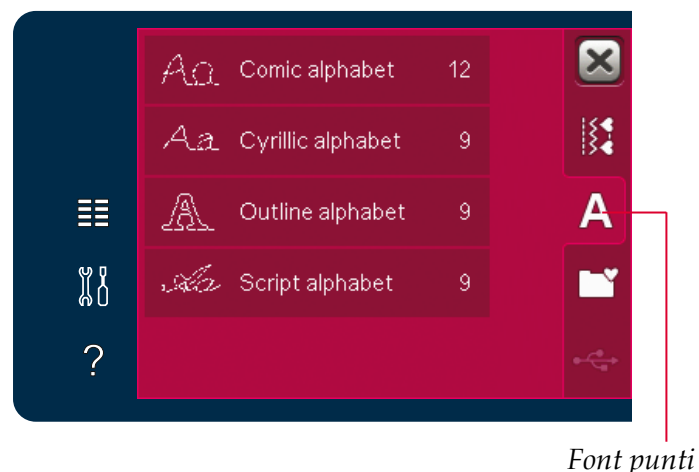 Aa Comic alphabet 12
Aa Cyrillic alphabet 9
A Outline alphabet 9
Script alphabet 9
A
?
Font punti